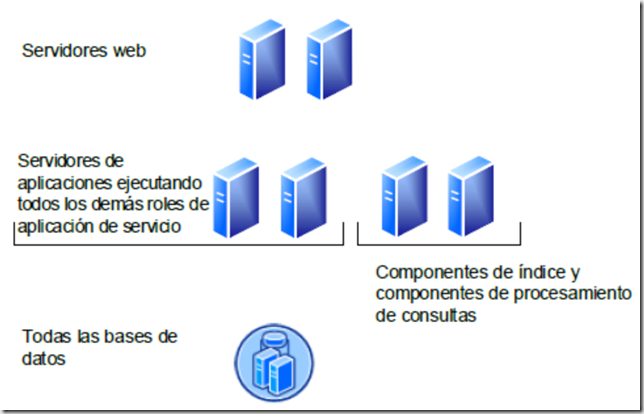 Servidores web
Servidores de
aplicaciones ejecutando
todos los demás roles de
aplicación de servicio
Componentes de índice y
componentes de procesamiento
de consultas
Todas las bases de
datos